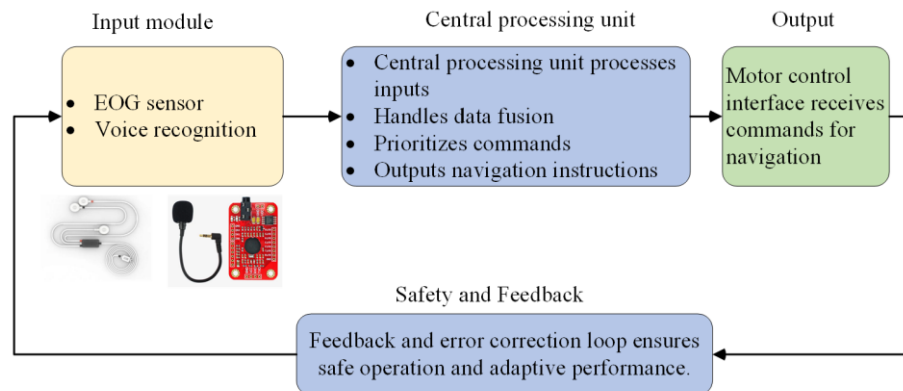 Input module
Central processing unit
Output
• EOG sensor
• Voice recognition
• Central processing unit processes
inputs
• Handles data fusion
• Prioritizes commands
• Outputs navigation instructions
Motor control
interface receives
commands for
navigation
Safety and Feedback
Feedback and error correction loop ensures
safe operation and adaptive performance.